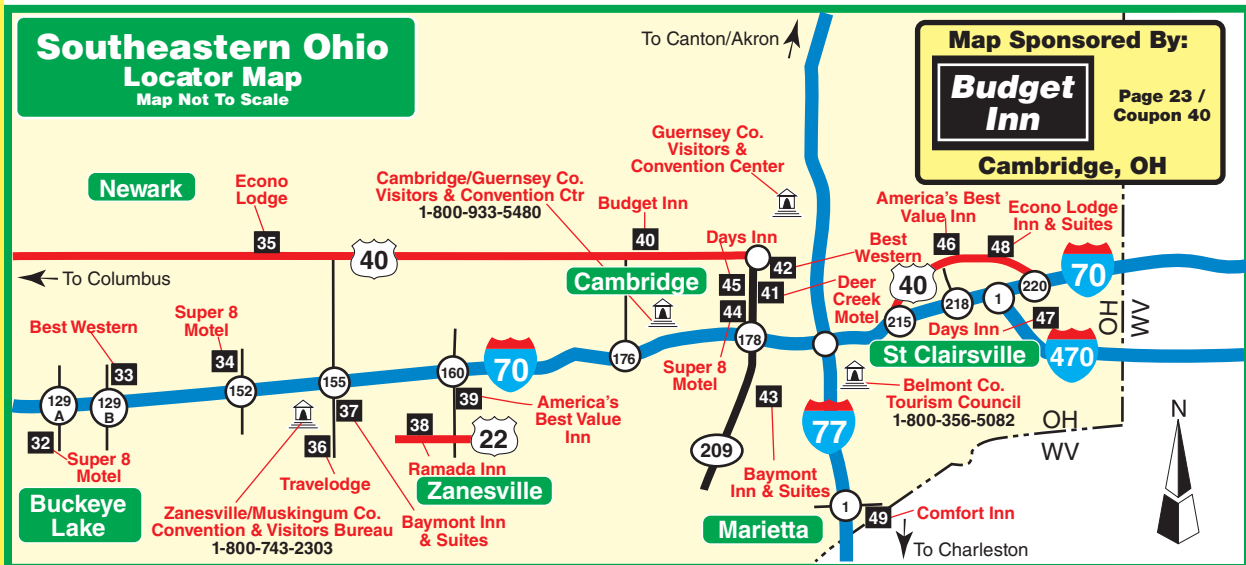 Southeastern Ohio
Locator Map
Map Not To Scale
To Canton/Akron
Map Sponsored By:
Budget
Inn
Page 23 /
Coupon 40
Cambridge, OH
Newark
Econo
Lodge
35
40
To Columbus
Cambridge/Guernsey Co.
Visitors & Convention Ctr
1-800-933-5480
Budget Inn
40
Guernsey Co.
Visitors &
Convention Center
Days Inn
45
42
Best
Western
41
Deer
Creek
Motel
44
Super 8
Motel
Cambridge
America's Best
Value Inn
46
48
Econo Lodge
Inn & Suites
40
70
215
218
1
220
Days Inn
47
St Clairsville
470
OH
WV
Best Western
33
Super 8
Motel
34
129
A
129
B
152
155
160
70
176
178
32
Super 8
Motel
Buckeye
Lake
Zanesville/Muskingum Co.
Convention & Visitors Bureau
1-800-743-2303
36
Travelodge
37
Baymont Inn
& Suites
39
America's
Best Value
Inn
38
22
Ramada Inn
Zanesville
209
43
Baymont
Inn & Suites
77
Belmont Co.
Tourism Council
1-800-356-5082
OH
WV
Marietta
1
49
Comfort Inn
To Charleston
N